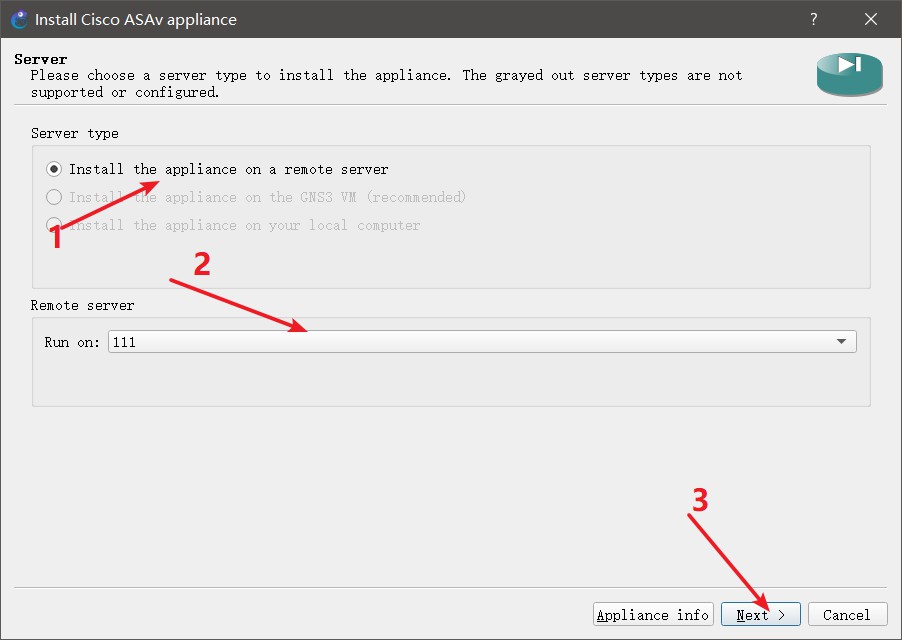 Install Cisco ASAv appliance
?
Server
Please choose a server type to install the appliance. The grayed out server types are not
supported or configured.
Server type
Install the appliance on a remote server
Install the appliance on the GNS3 VM (recommended)
Install the appliance on your local computer
1
2
Remote server
Run on: 111
3
Appliance info
Next >
Cancel